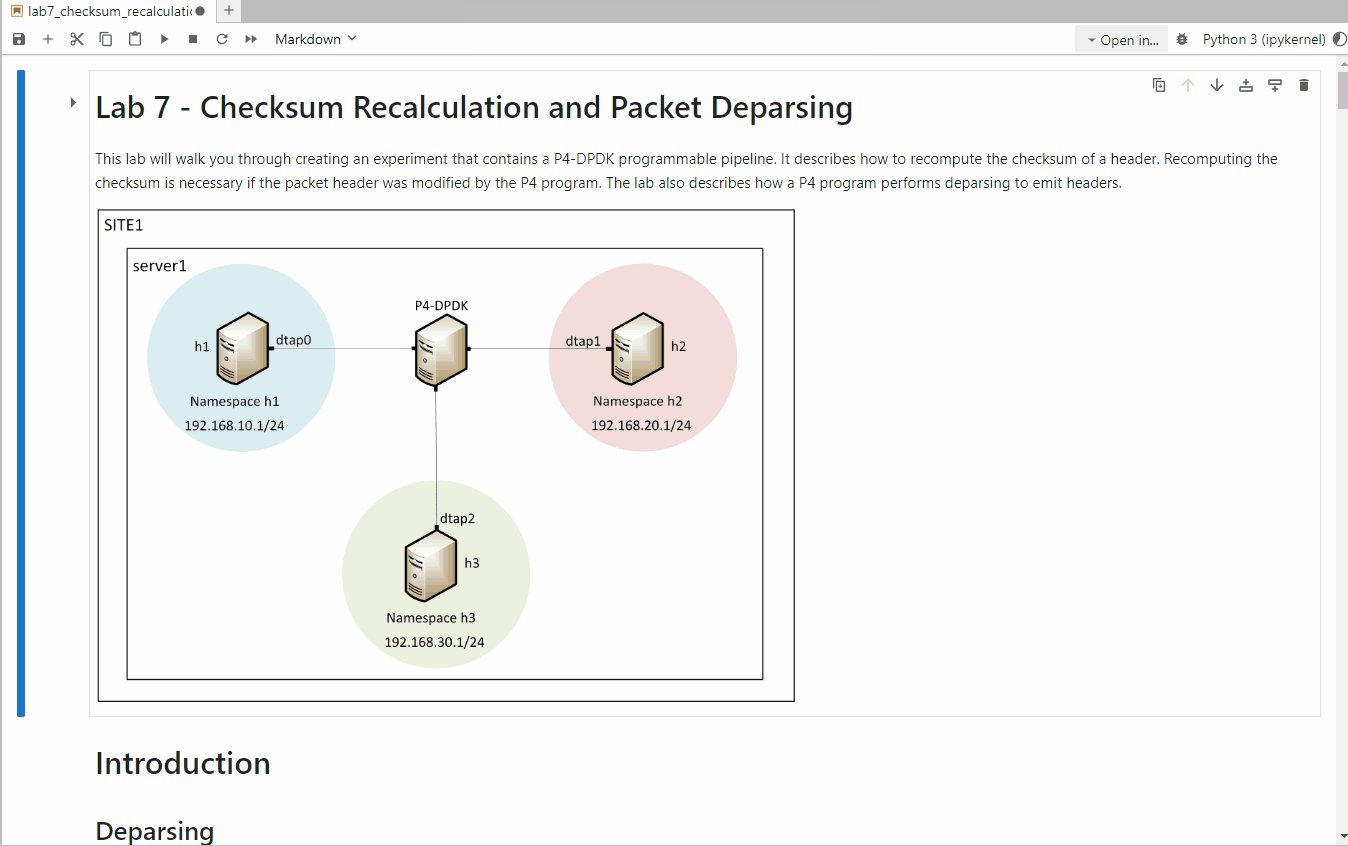 lab7_checksum_recalculatic
Markdown
Open in...
Python 3 (ipykernel)
Lab 7 - Checksum Recalculation and Packet Deparsing
This lab will walk you through creating an experiment that contains a P4-DPDK programmable pipeline. It describes how to recompute the checksum of a header. Recomputing the
checksum is necessary if the packet header was modified by the P4 program. The lab also describes how a P4 program performs deparsing to emit headers.
SITE1
server1
P4-DPDK
h1
dtap0
dtap1
h2
Namespace h1
192.168.10.1/24
Namespace h2
192.168.20.1/24
dtap2
h3
Namespace h3
192.168.30.1/24
Introduction
Deparsing